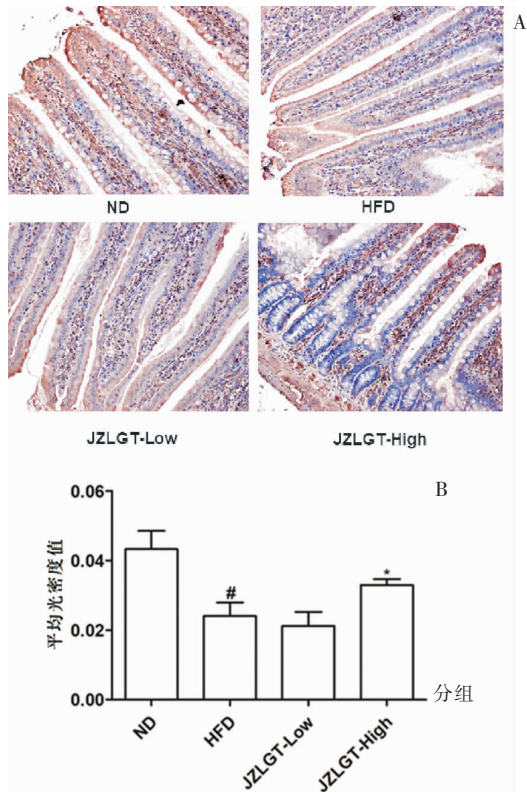 A
ND
HFD
JZLGT-Low
JZLGT-High
B
平均光密度值
0.06
0.04
0.02
0.00
#
*
ND
HFD
JZLGT-Low
JZLGT-High
分组